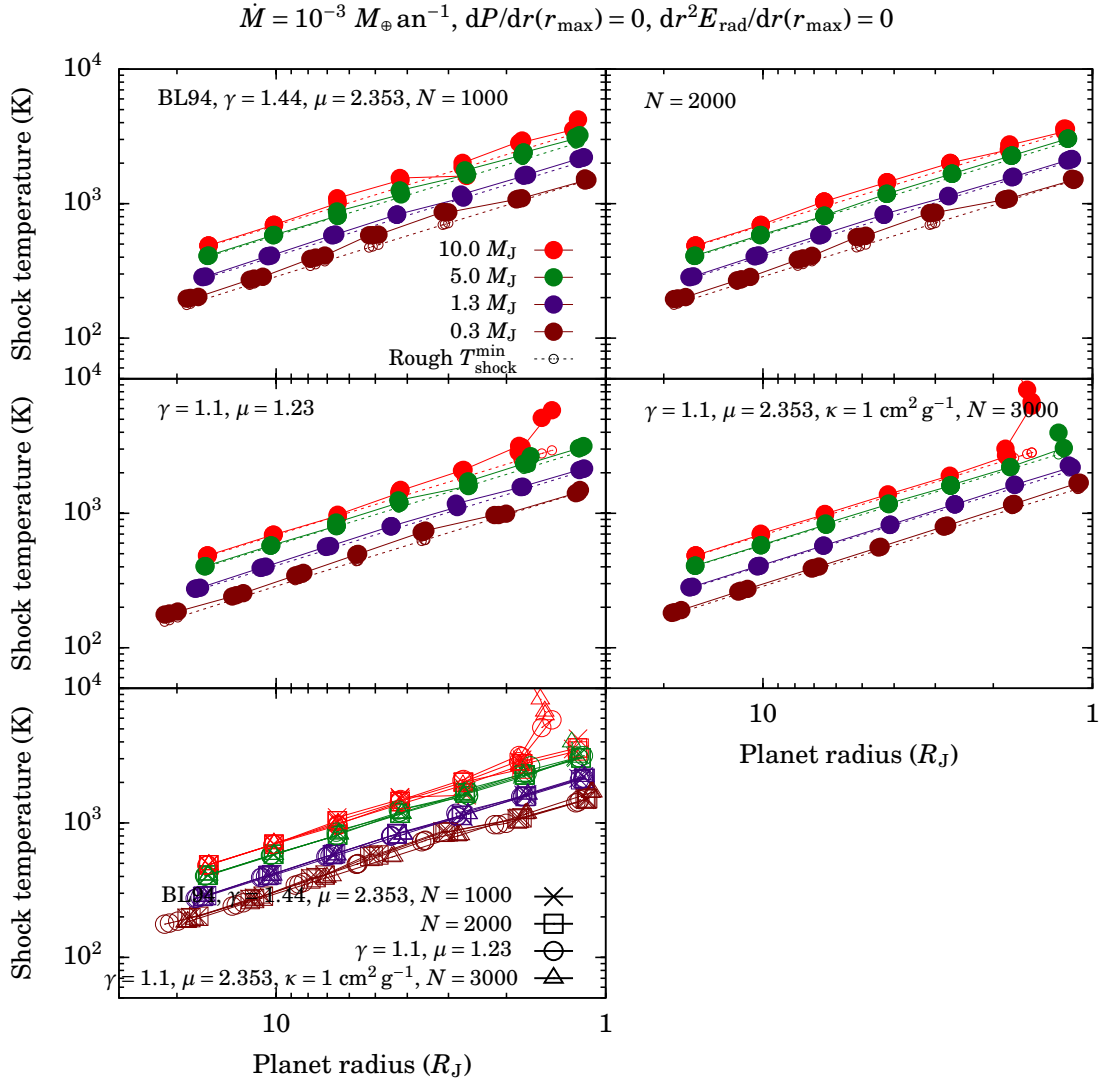 Ṁ = 10⁻³ M⊕ an⁻¹, dP/dr(r_max) = 0, dr²E_rad/dr(r_max) = 0
10⁴
10³
10²
Shock temperature (K)
BL94, γ = 1.44, μ = 2.353, N = 1000
10.0 M_J
5.0 M_J
1.3 M_J
0.3 M_J
Rough T_shock^min
10 1
N = 2000
10⁴
10³
10²
Shock temperature (K)
γ = 1.1, μ = 1.23
γ = 1.1, μ = 2.353, κ = 1 cm² g⁻¹, N = 3000
10 1
Planet radius (R_J)
10⁴
10³
10²
Shock temperature (K)
BL94, γ = 1.44, μ = 2.353, N = 1000
N = 2000
γ = 1.1, μ = 1.23
γ = 1.1, μ = 2.353, κ = 1 cm² g⁻¹, N = 3000
10 1
Planet radius (R_J)